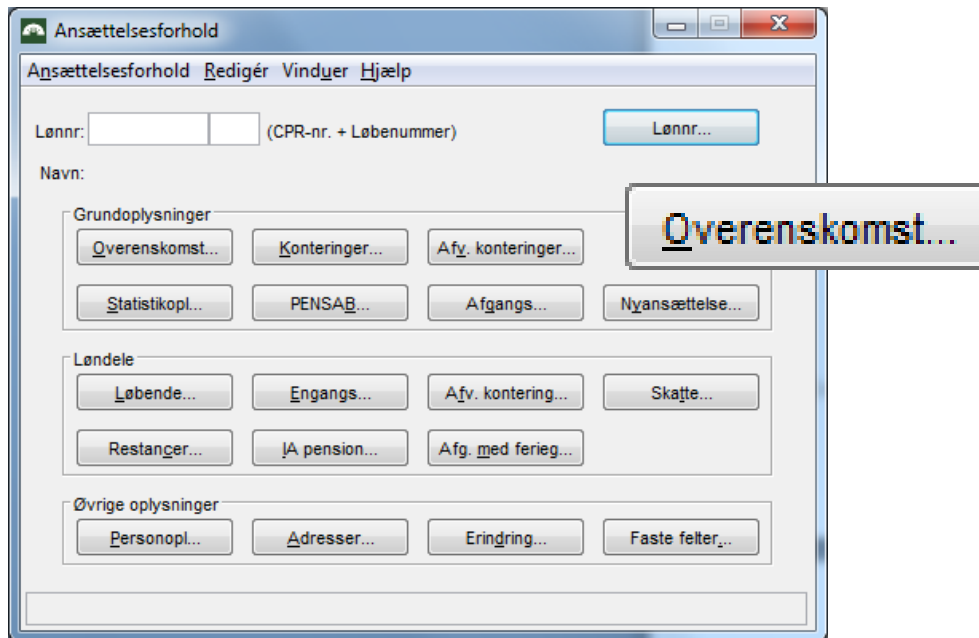 Ansættelsesforhold
Ansættelsesforhold Redigér Vinduer Hjælp
Lønnr: (CPR-nr. + Løbenummer) Lønnr...
Navn:
Overenskomst...
Grundoplysninger
Overenskomst... Konteringer... Afv. konteringer...
Statistikopl... PENSAB... Afgangs... Nyansættelse...
Løndele
Løbende... Engangs... Afv. kontering... Skatte...
Restancer... IA pension... Afg. med ferieg...
Øvrige oplysninger
Personopl... Adresser... Erindring... Faste felter...